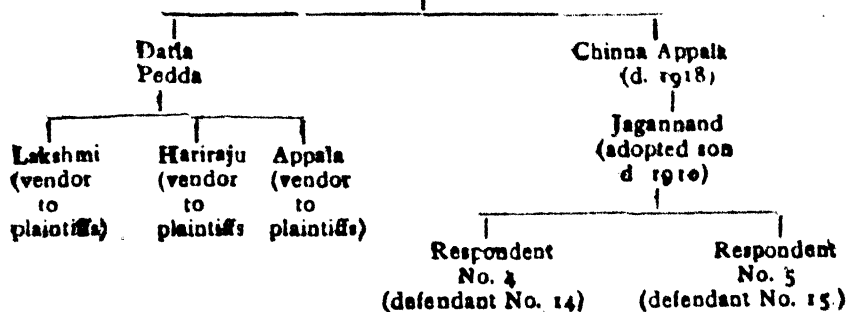 Datla
Pedda
Chinna Appala
(d. 1918)
Lakshmi
(vendor
to
plaintiffs)
Hariraju
(vendor
to
plaintiffs
Appala
(vendor
to
plaintiffs)
Jagannand
(adopted son
d 1910)
Respondent
No. 4
(defendant No. 14)
Respondent
No. 5
(defendant No. 15.)